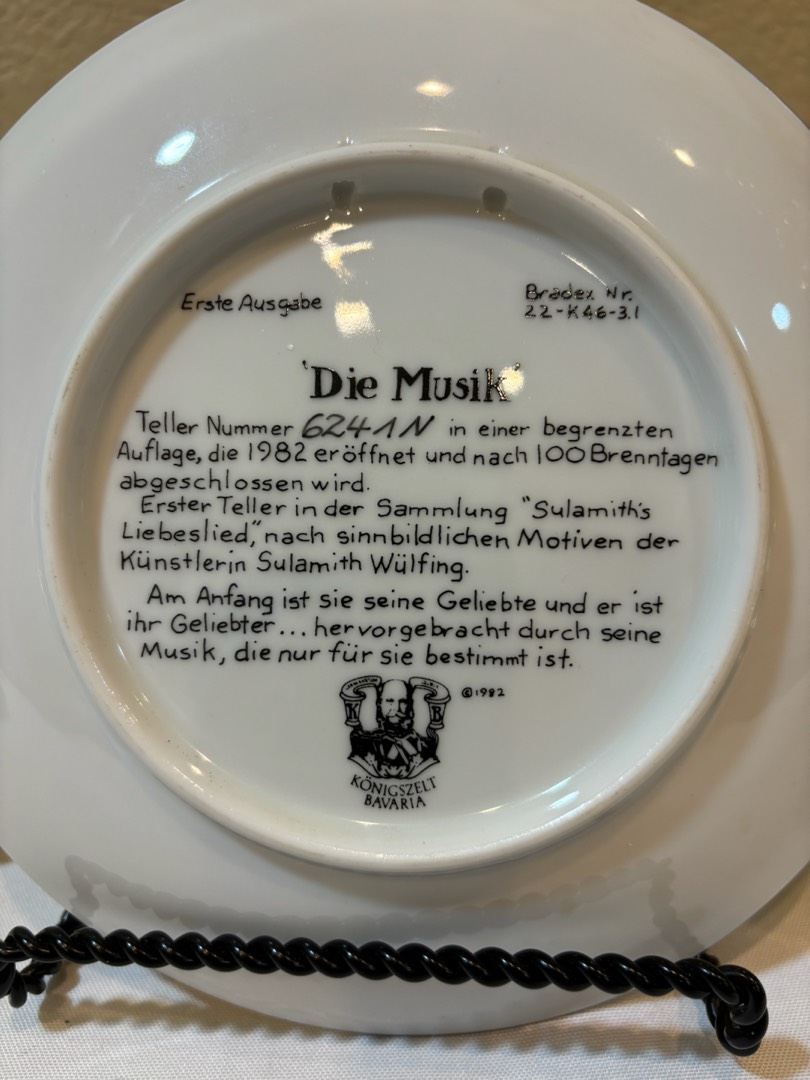 Erste Ausgabe
Bradex Nr.
22-K46-3.1
'Die Musik'
Teller Nummer 6241N in einer begrenzten
Auflage, die 1982 eröffnet und nach 100 Brenntagen
abgeschlossen wird.
Erster Teller in der Sammlung "Sulamith's
Liebeslied," nach sinnbildlichen Motiven der
Künstlerin Sulamith Wülfing.
Am Anfang ist sie seine Geliebte und er ist
ihr Geliebter... hervorgebracht durch seine
Musik, die nur für sie bestimmt ist.
©1982
K B
KÖNIGSZELT
BAVARIA